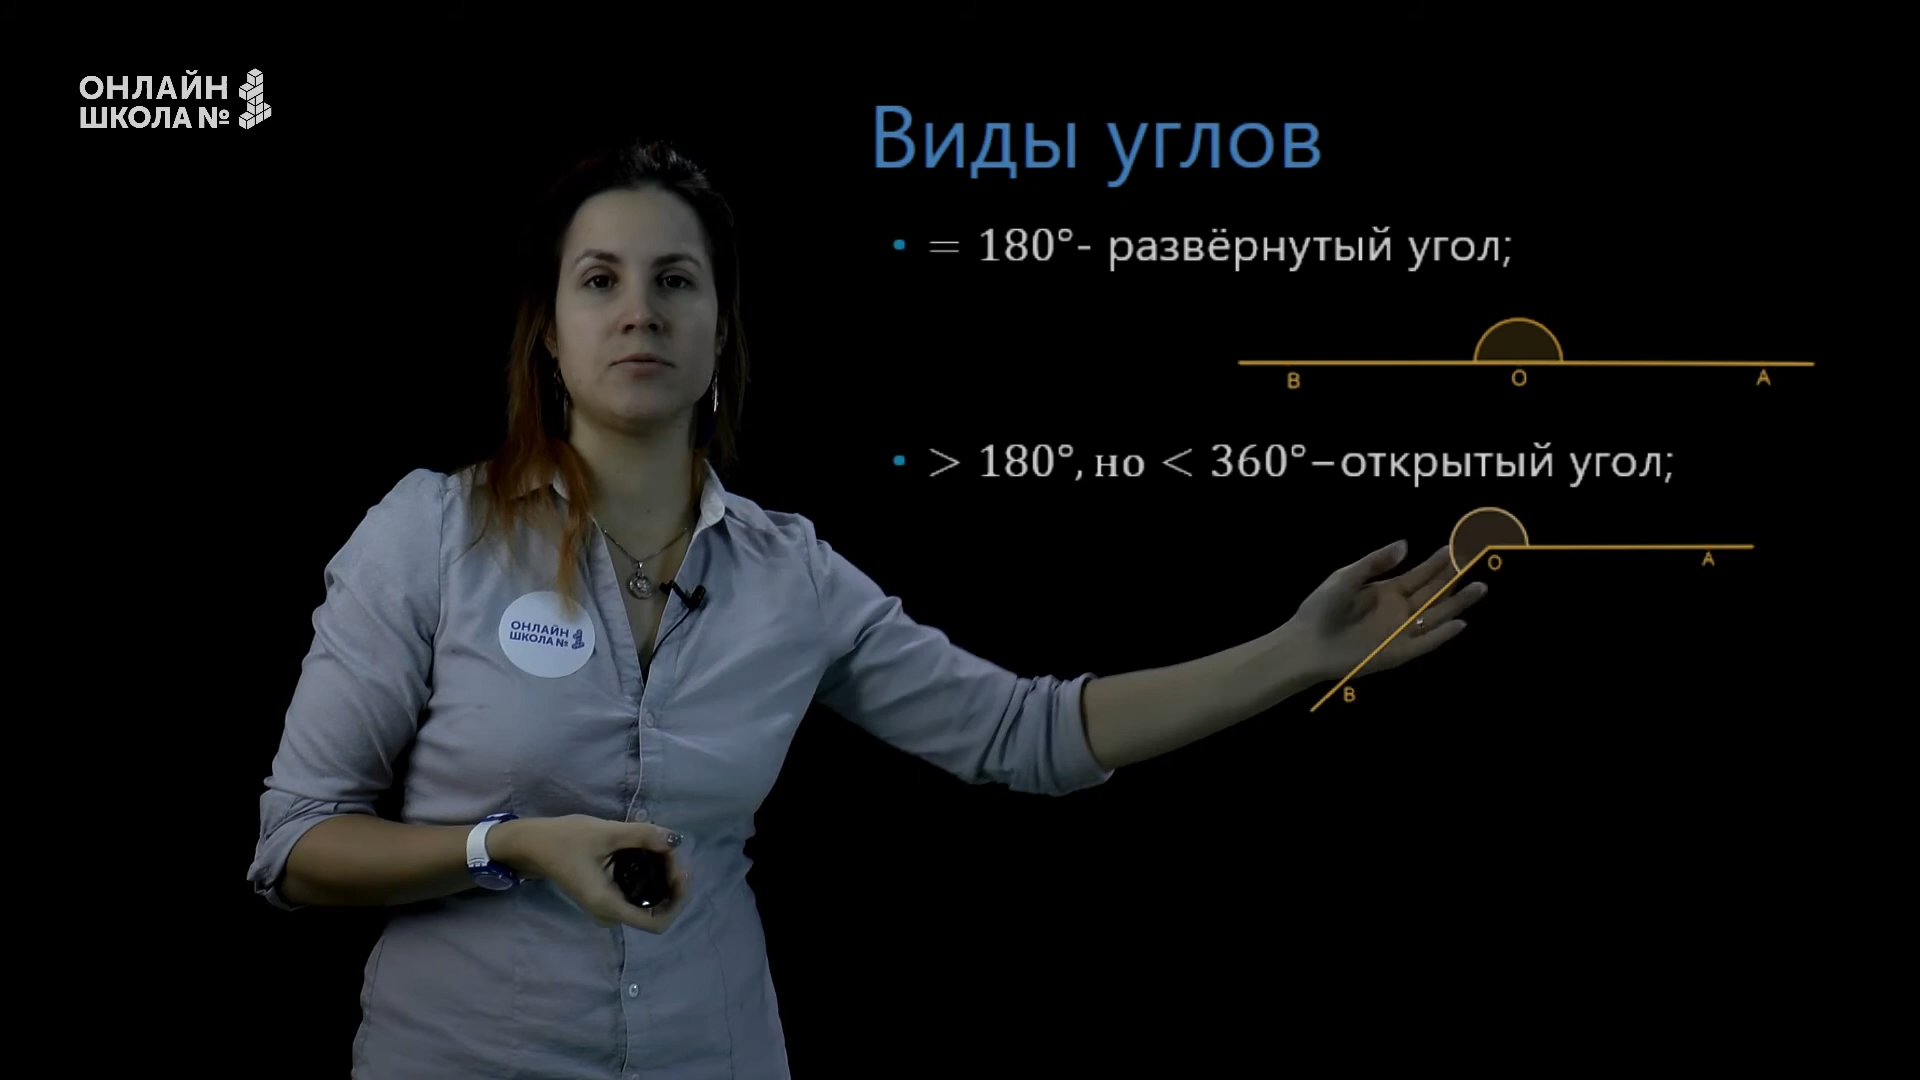 ОНЛАЙН
ШКОЛА №
Виды углов
• = 180°- развёрнутый угол;
B O A
• > 180°, но < 360°–открытый угол;
O A
B
ОНЛАЙН
ШКОЛА №